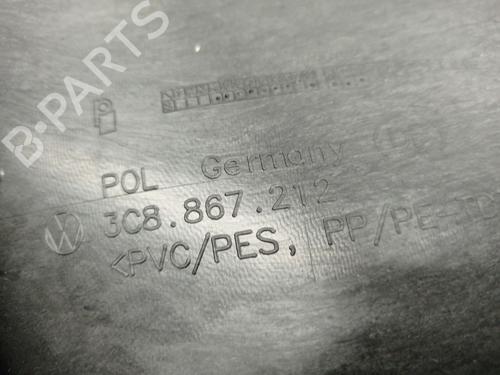 B-PARTS
POL Germany
3C8.867.212
<PVC/PES, PP/PE